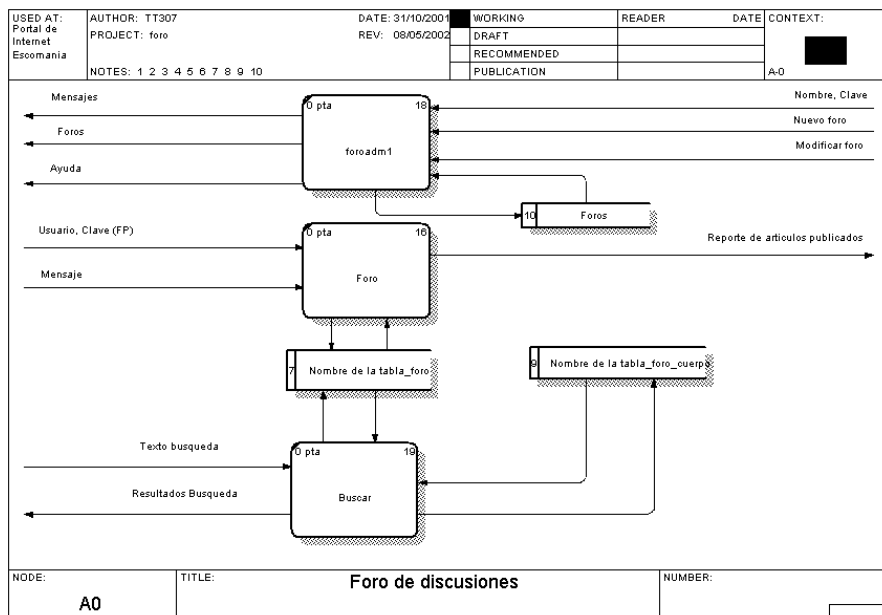 USED AT:
Portal de
Internet
Escomania
AUTHOR: TT307
PROJECT: foro
NOTES: 1 2 3 4 5 6 7 8 9 10
DATE: 31/10/2001
REV: 08/05/2002
WORKING
DRAFT
RECOMMENDED
PUBLICATION
READER
DATE
CONTEXT:
A-0
Mensajes
Foros
Ayuda
0 pta
18
foroadm1
Nombre, Clave
Nuevo foro
Modificar foro
10
Foros
Usuario, Clave (FP)
Mensaje
0 pta
16
Foro
Reporte de articulos publicados
7
Nombre de la tabla_foro
9
Nombre de la tabla_foro_cuerpo
Texto busqueda
Resultados Busqueda
0 pta
19
Buscar
NODE:
A0
TITLE:
Foro de discusiones
NUMBER: